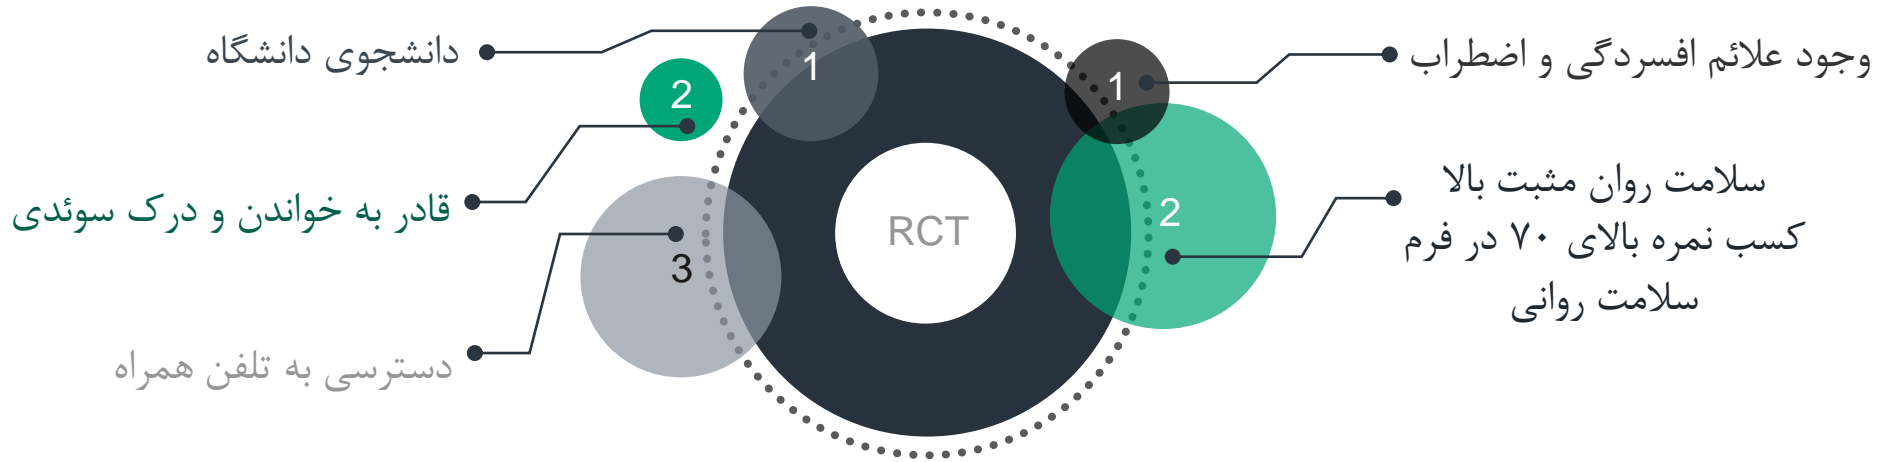 وجود علائم افسردگی و اضطراب
1
سلامت روان مثبت بالا
کسب نمره بالای ۷۰ در فرم
سلامت روانی
2
RCT
1
دانشجوی دانشگاه
2
قادر به خواندن و درک سوئدی
3
دسترسی به تلفن همراه